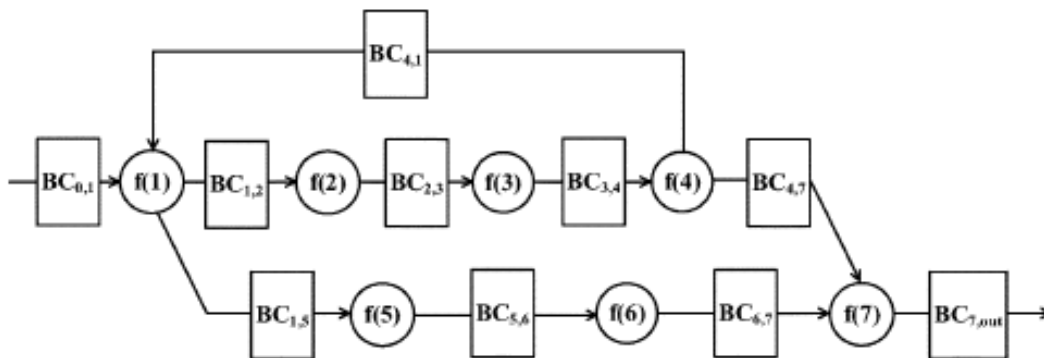 BC4,1
BC0,1 f(1) BC1,2 f(2) BC2,3 f(3) BC3,4 f(4) BC4,7
BC1,5 f(5) BC5,6 f(6) BC6,7 f(7) BC7,out